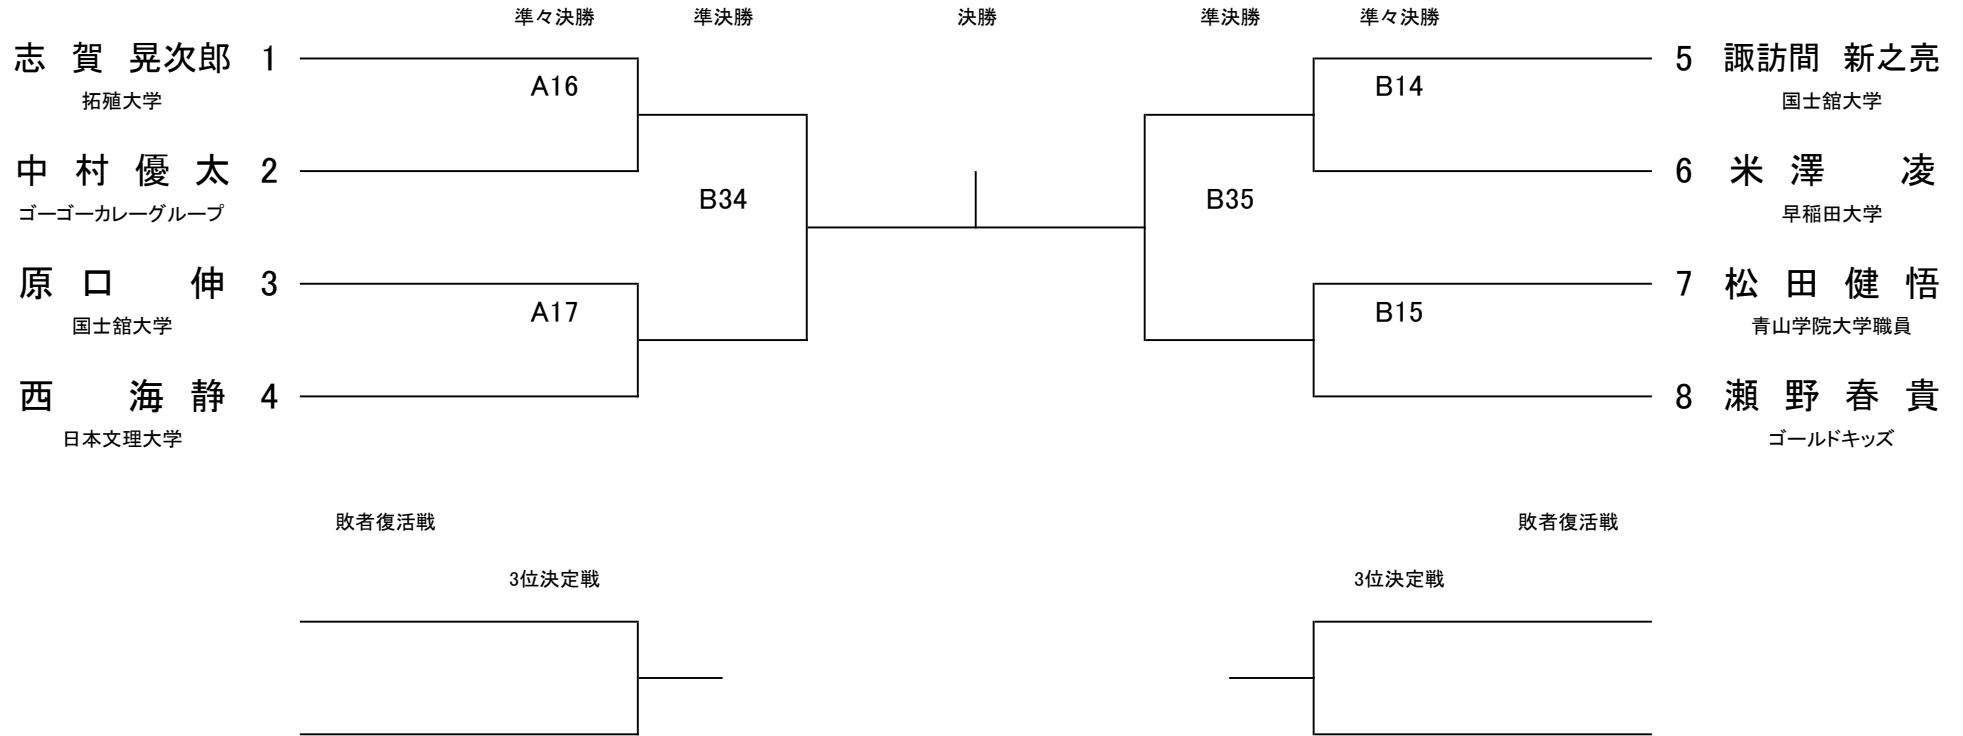 準々決勝 準決勝 決勝 準決勝 準々決勝
志 賀 晃次郎 1
A16
拓殖大学
中 村 優 太 2
B34
ゴーゴーカレーグループ
原 口 伸 3
A17
国士舘大学
西 海 静 4
日本文理大学
5 諏訪間 新之亮
B14
国士舘大学
6 米 澤 凌
B35
早稲田大学
7 松 田 健 悟
B15
青山学院大学職員
8 瀬 野 春 貴
ゴールドキッズ
敗者復活戦 敗者復活戦
3位決定戦 3位決定戦